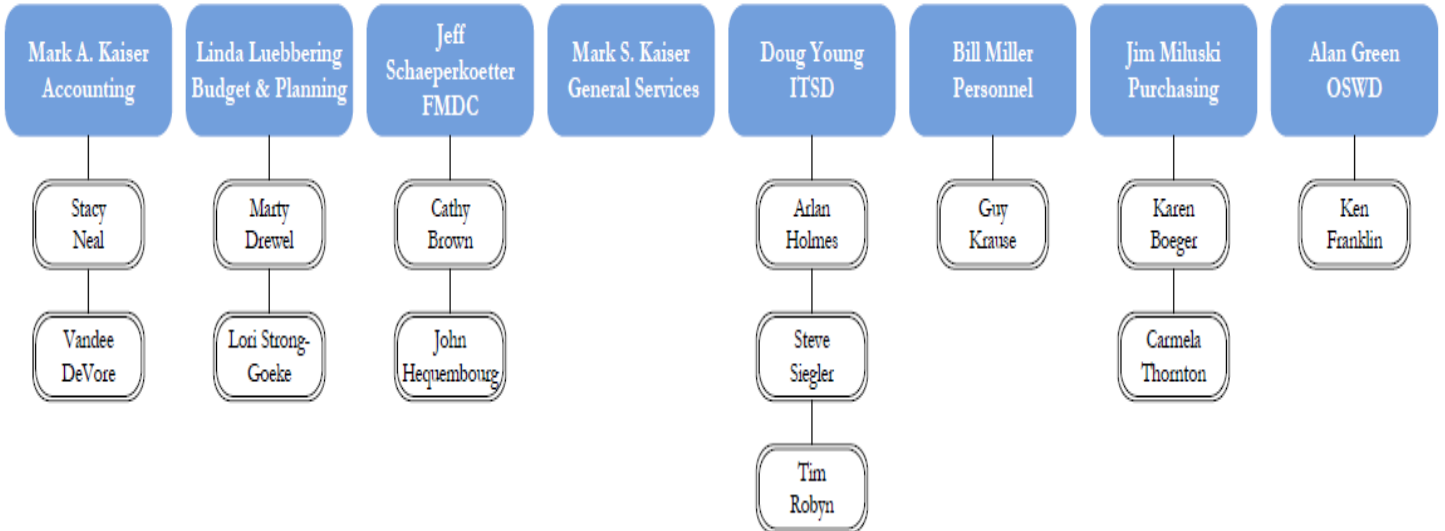 Mark A. Kaiser
Accounting
Linda Luebbering
Budget & Planning
Jeff
Schaeperkoetter
FMDC
Mark S. Kaiser
General Services
Doug Young
ITSD
Bill Miller
Personnel
Jim Miluski
Purchasing
Alan Green
OSWD
Stacy
Neal
Marty
Drewel
Cathy
Brown
Arlan
Holmes
Guy
Krause
Karen
Boeger
Ken
Franklin
Vandee
DeVore
Lori Strong-
Goeke
John
Hequembourg
Steve
Siegler
Carmela
Thornton
Tim
Robyn